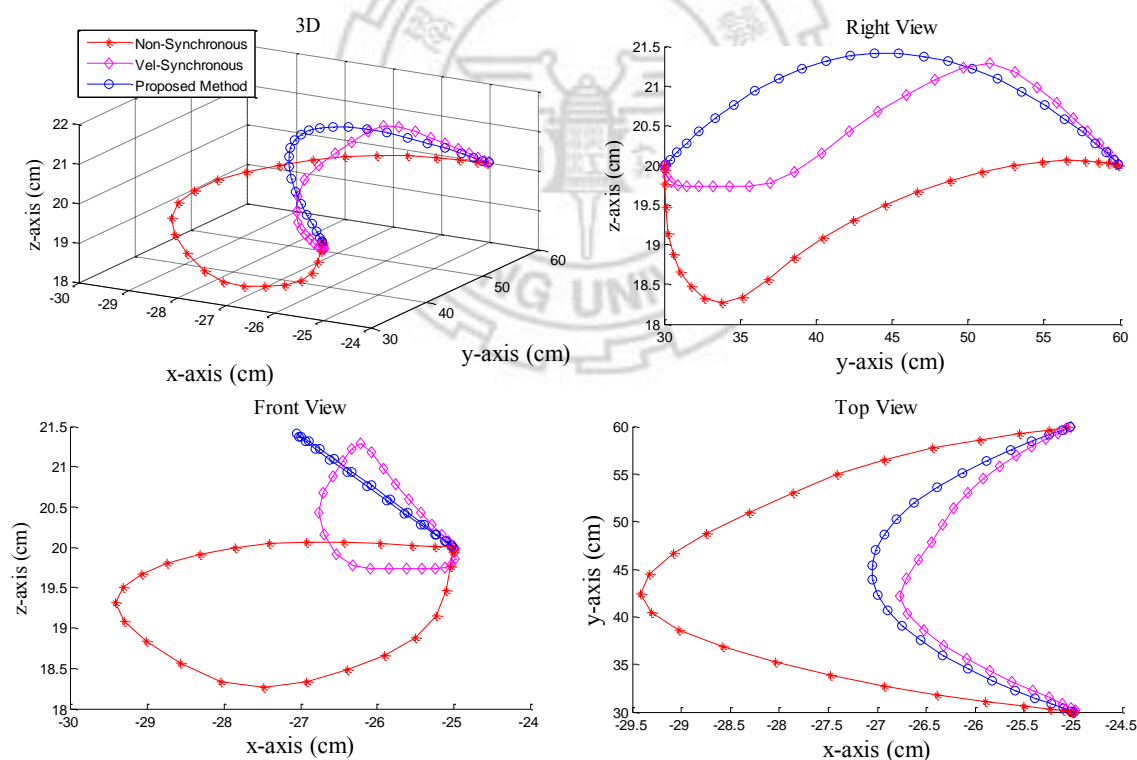 3D
Non-Synchronous
Vel-Synchronous
Proposed Method
z-axis (cm)
22
21
20
19
18
-30
-29
-28
-27
-26
-25
-24
30
40
50
60
x-axis (cm)
y-axis (cm)
Right View
z-axis (cm)
21.5
21
20.5
20
19.5
19
18.5
18
30 35 40 45 50 55 60
y-axis (cm)
NG UNI
Front View
z-axis (cm)
21.5
21
20.5
20
19.5
19
18.5
18
-30 -29 -28 -27 -26 -25 -24
x-axis (cm)
Top View
y-axis (cm)
60
55
50
45
40
35
30
-29.5 -29 -28.5 -28 -27.5 -27 -26.5 -26 -25.5 -25 -24.5
x-axis (cm)